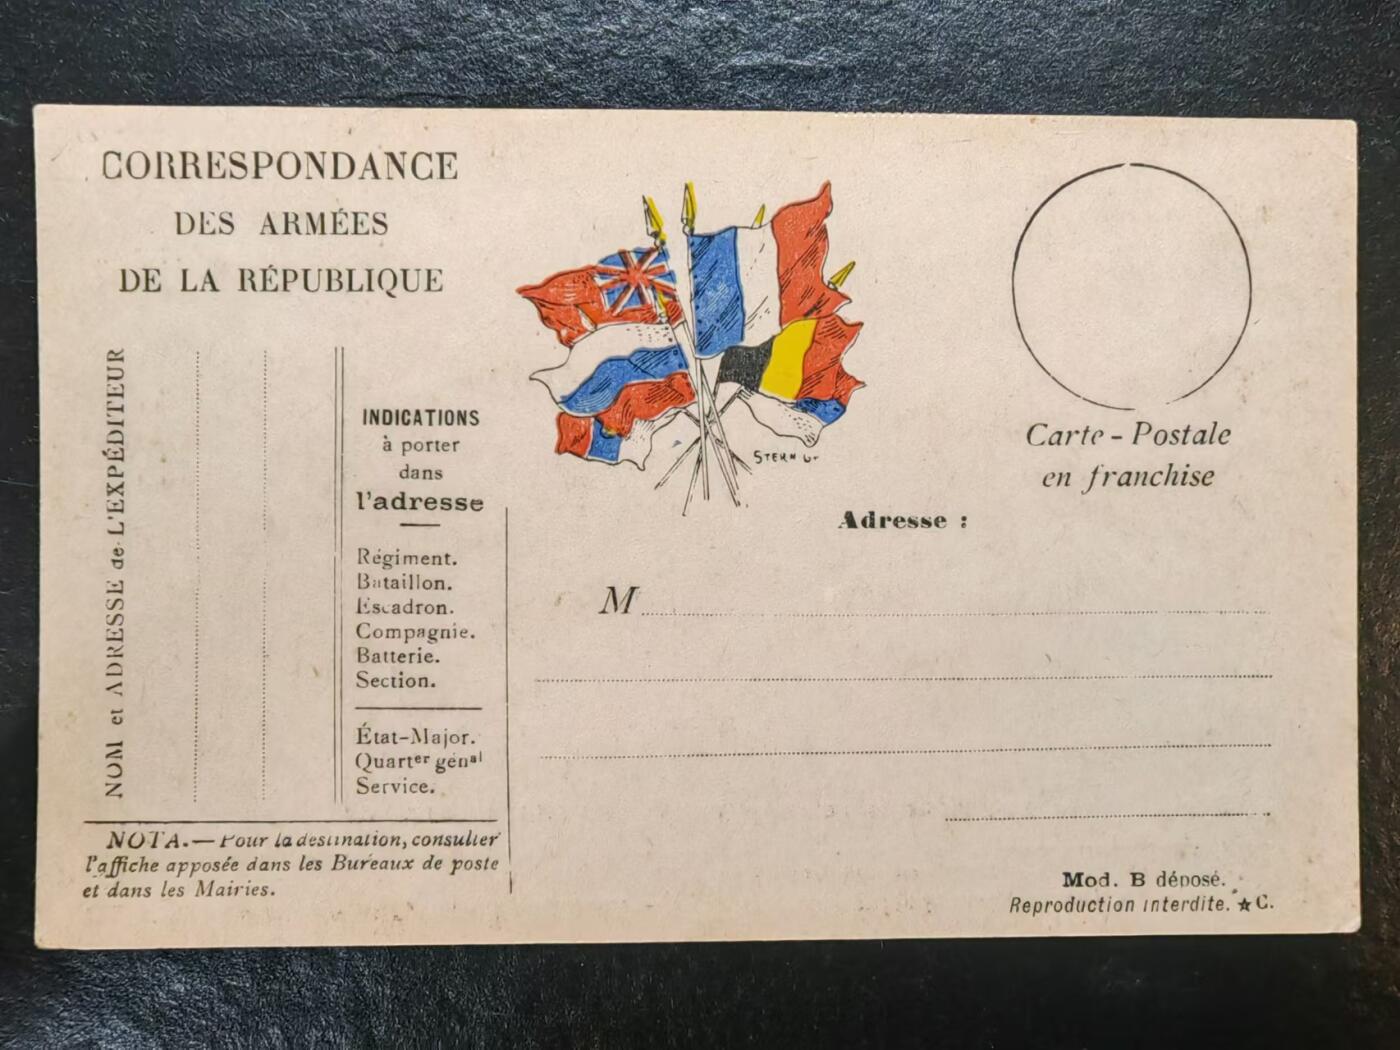 CORRESPONDANCE
DES ARMÉES
DE LA RÉPUBLIQUE
NOM et ADRESSE de L'EXPÉDITEUR
INDICATIONS
à porter
dans
l'adresse
Régiment.
Bataillon.
Escadron.
Compagnie.
Batterie.
Section.
État-Major.
Quartᵉʳ génᵃˡ
Service.
NOTA.— Pour la destination, consulter
l'affiche apposée dans les Bureaux de poste
et dans les Mairies.
STERN
Carte-Postale
en franchise
Adresse :
M
Mod. B déposé.
Reproduction interdite. ☆ C.